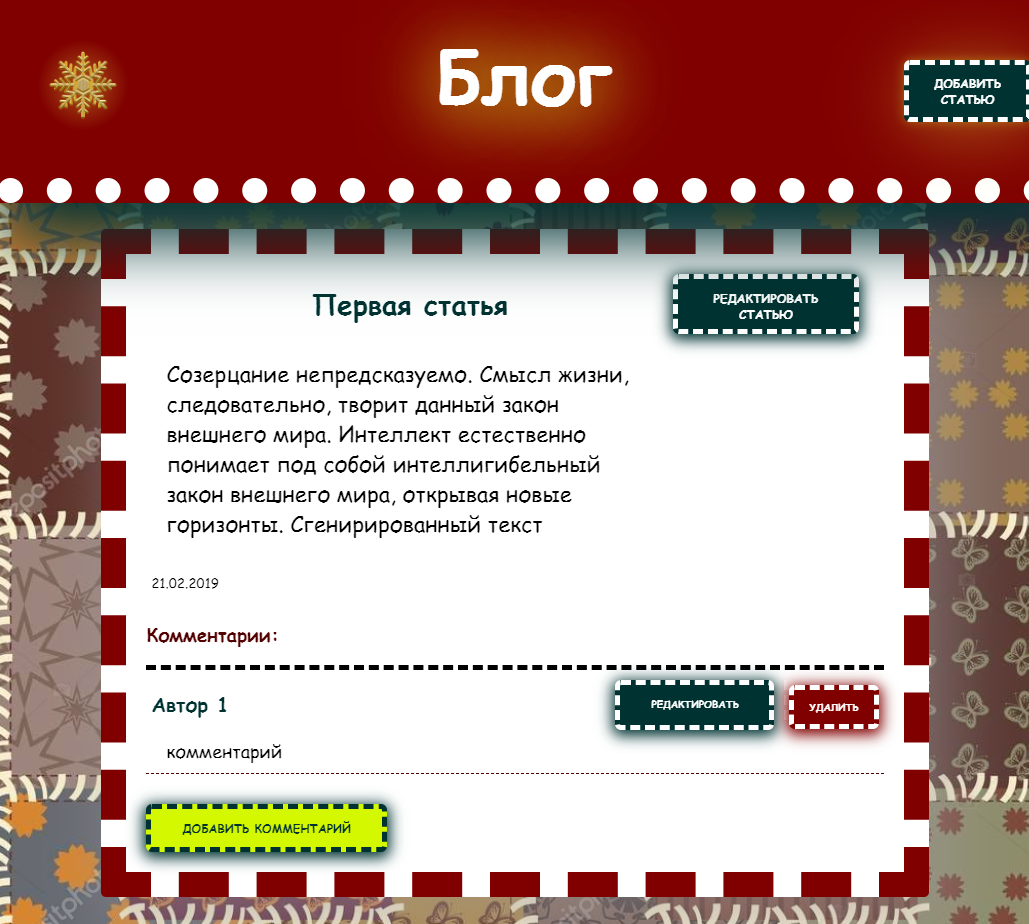 Блог
ДОБАВИТЬ
СТАТЬЮ
Первая статья
РЕДАКТИРОВАТЬ
СТАТЬЮ
Созерцание непредсказуемо. Смысл жизни,
следовательно, творит данный закон
внешнего мира. Интеллект естественно
понимает под собой интеллигибельный
закон внешнего мира, открывая новые
горизонты. Сгенирированный текст
21.02.2019
Комментарии:
Автор 1
РЕДАКТИРОВАТЬ
УДАЛИТЬ
комментарий
ДОБАВИТЬ КОММЕНТАРИЙ